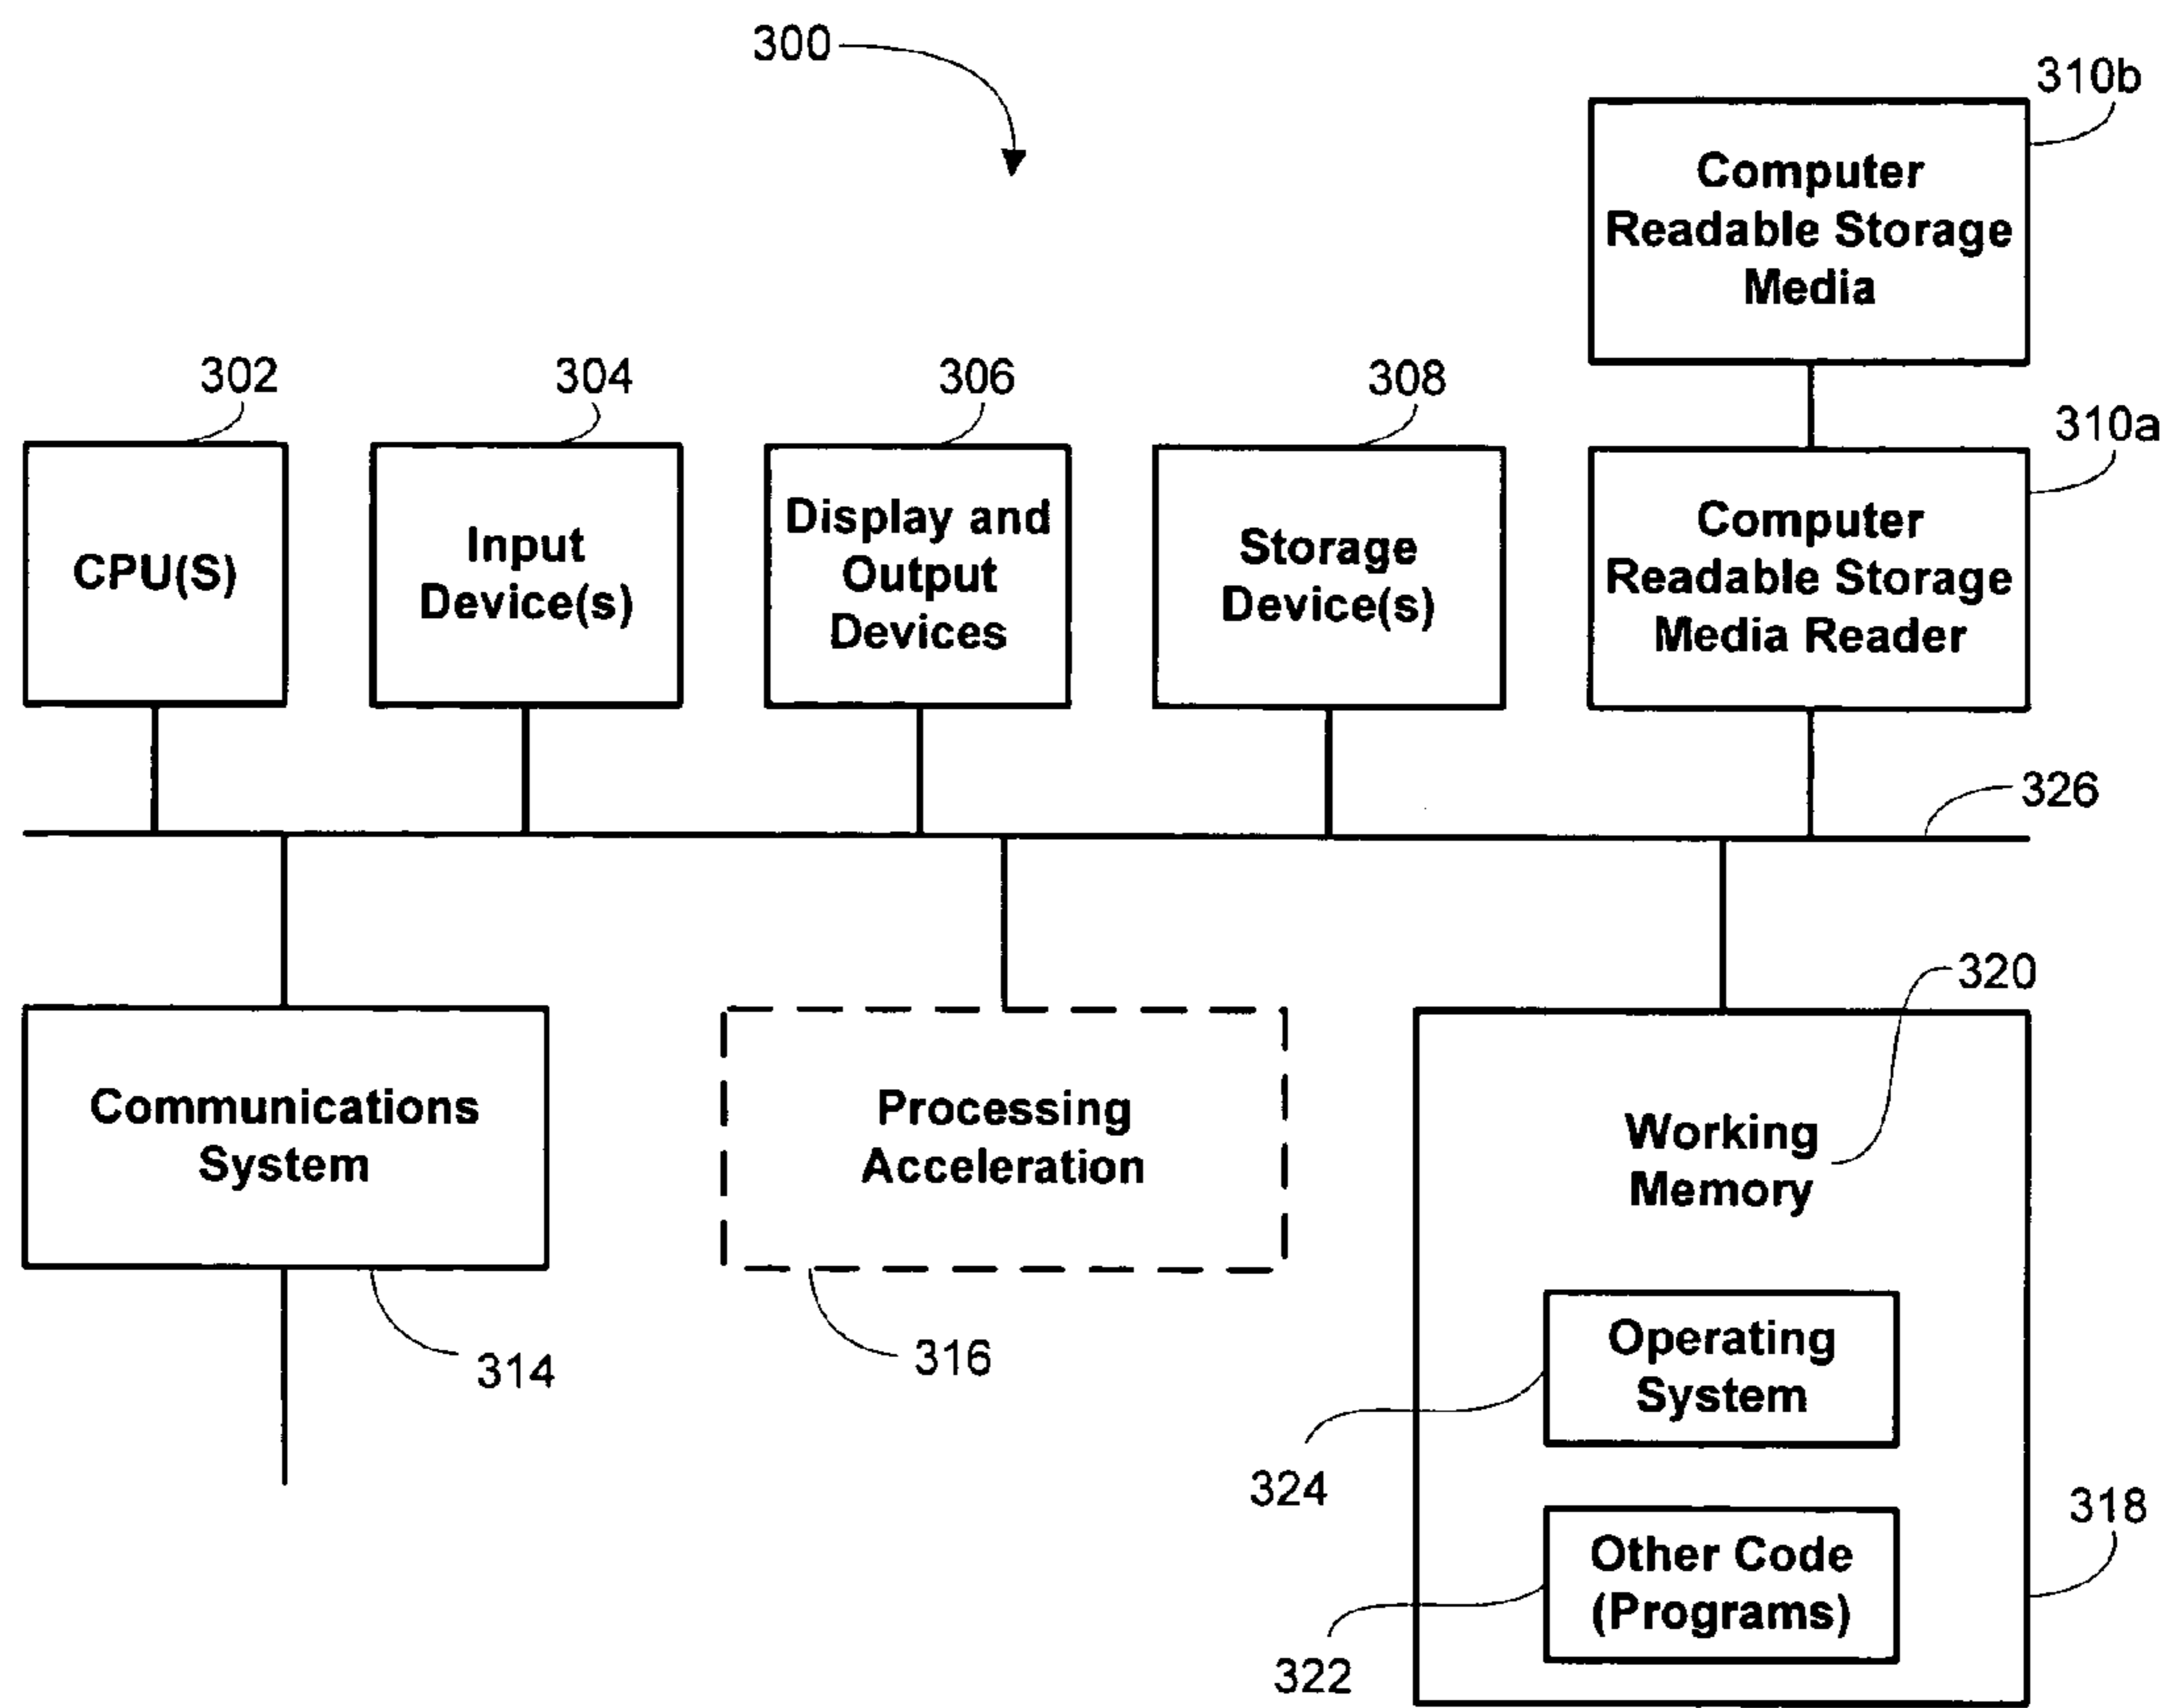 300
310b
Computer
Readable Storage
Media
302
304
306
308
310a
CPU(S)
Input
Device(s)
Display and
Output
Devices
Storage
Device(s)
Computer
Readable Storage
Media Reader
326
320
Communications
System
Processing
Acceleration
Working
Memory
314
316
Operating
System
324
318
Other Code
(Programs)
322